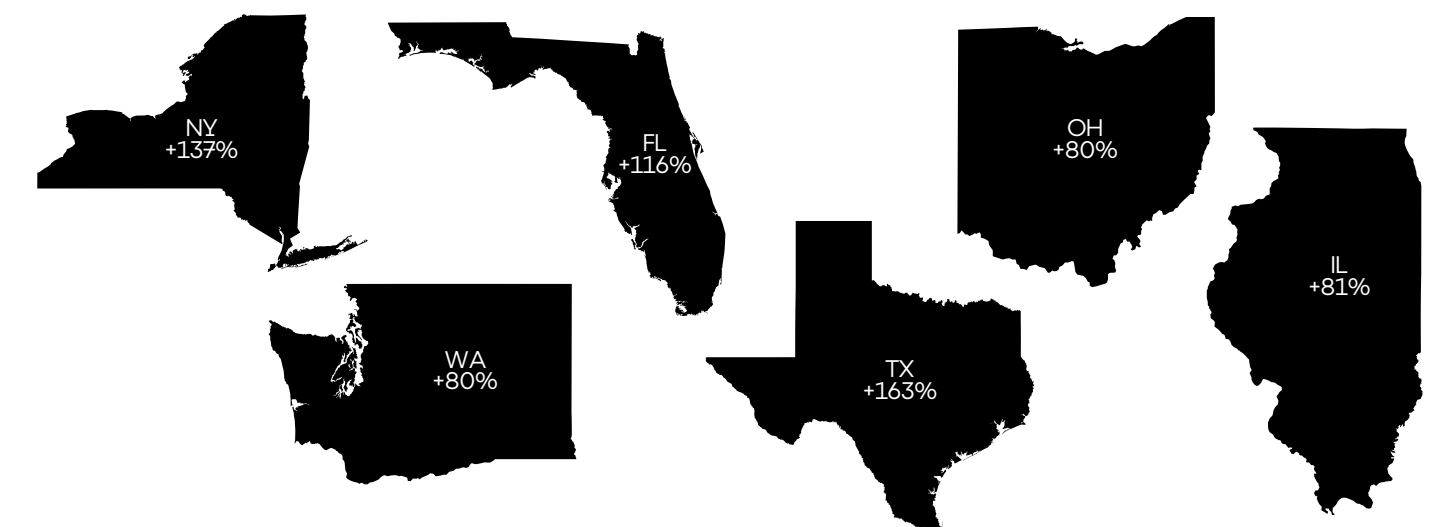 NY
+137%
FL
+116%
OH
+80%
IL
+81%
WA
+80%
TX
+163%